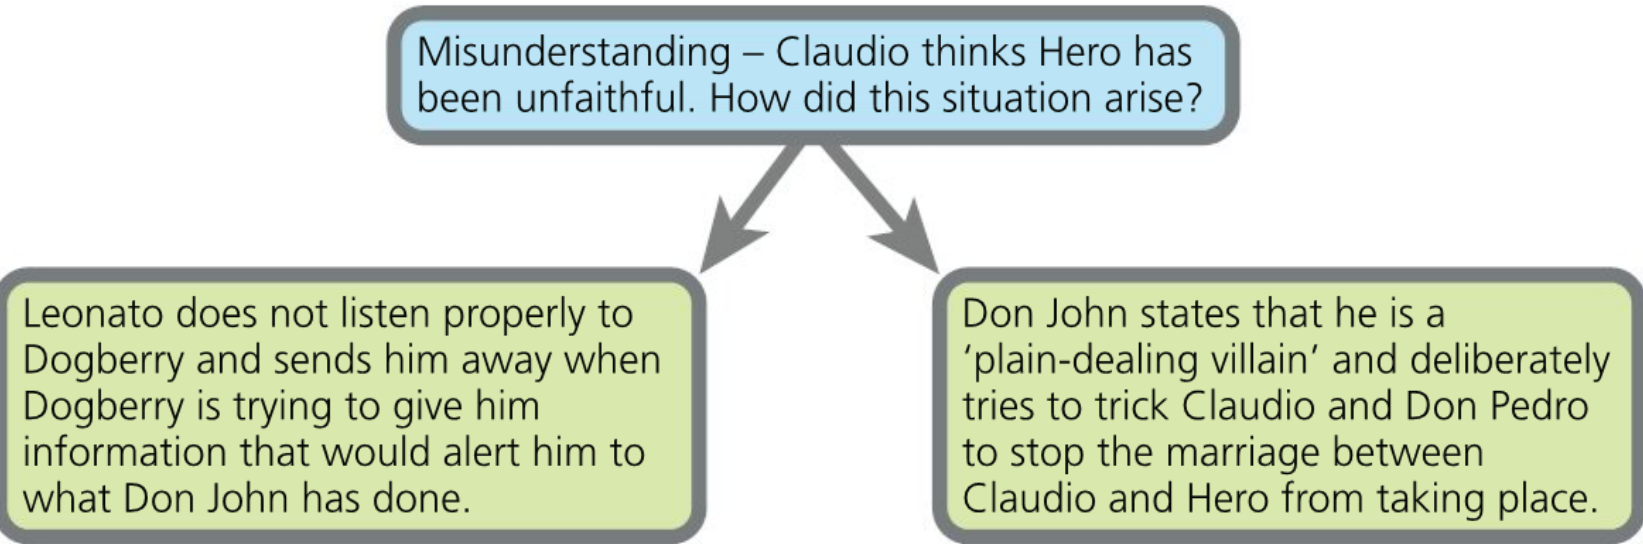 Misunderstanding – Claudio thinks Hero has
been unfaithful. How did this situation arise?
Leonato does not listen properly to
Dogberry and sends him away when
Dogberry is trying to give him
information that would alert him to
what Don John has done.
Don John states that he is a
‘plain-dealing villain’ and deliberately
tries to trick Claudio and Don Pedro
to stop the marriage between
Claudio and Hero from taking place.